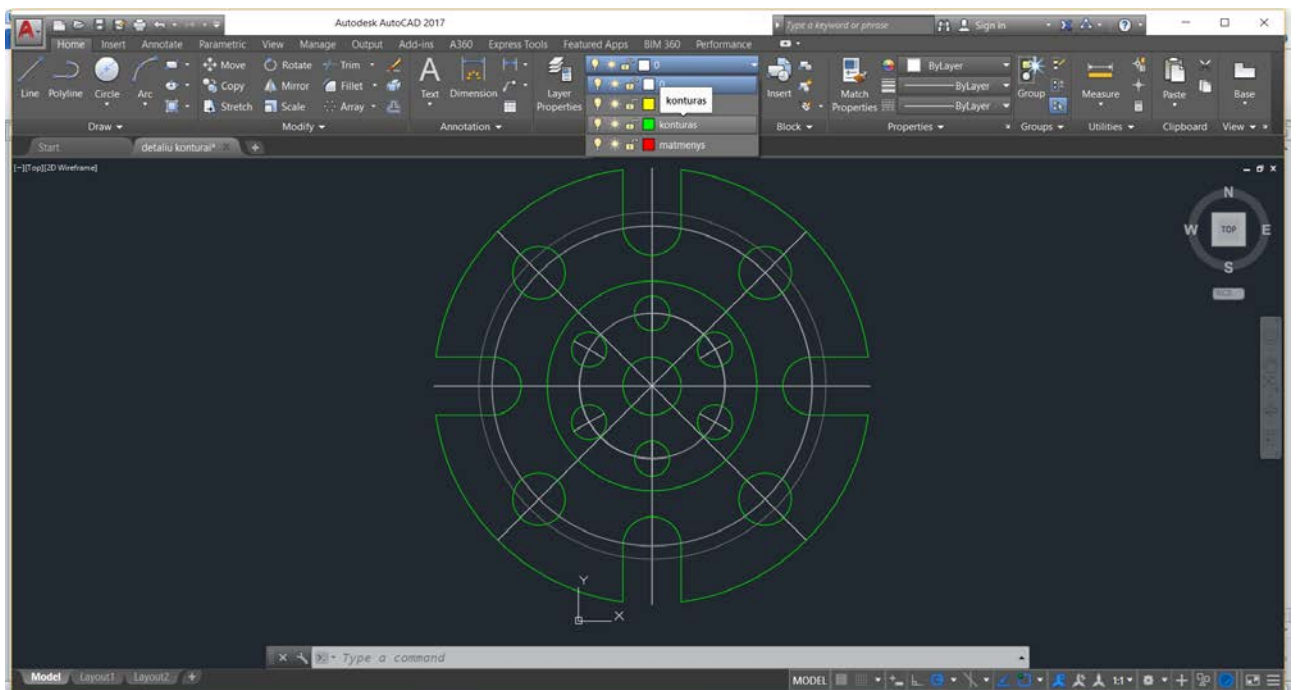 A Autodesk AutoCAD 2017 Type a keyword or phrase Sign In
Home Insert Annotate Parametric View Manage Output Add-ins A360 Express Tools Featured Apps BIM 360 Performance
Line Polyline Circle Arc Move Rotate Trim Text Dimension Layer Properties 0 Insert Match Properties ByLayer Group Measure Paste Base
Copy Mirror Fillet 0 ByLayer
Stretch Scale Array konturas ByLayer
Draw Modify Annotation konturas Block Properties Groups Utilities Clipboard View
Start detaliu konturai* matmenys
[−][Top][2D Wireframe]
N
W TOP E
S
Y
X
Type a command
Model Layout1 Layout2 MODEL 1:1